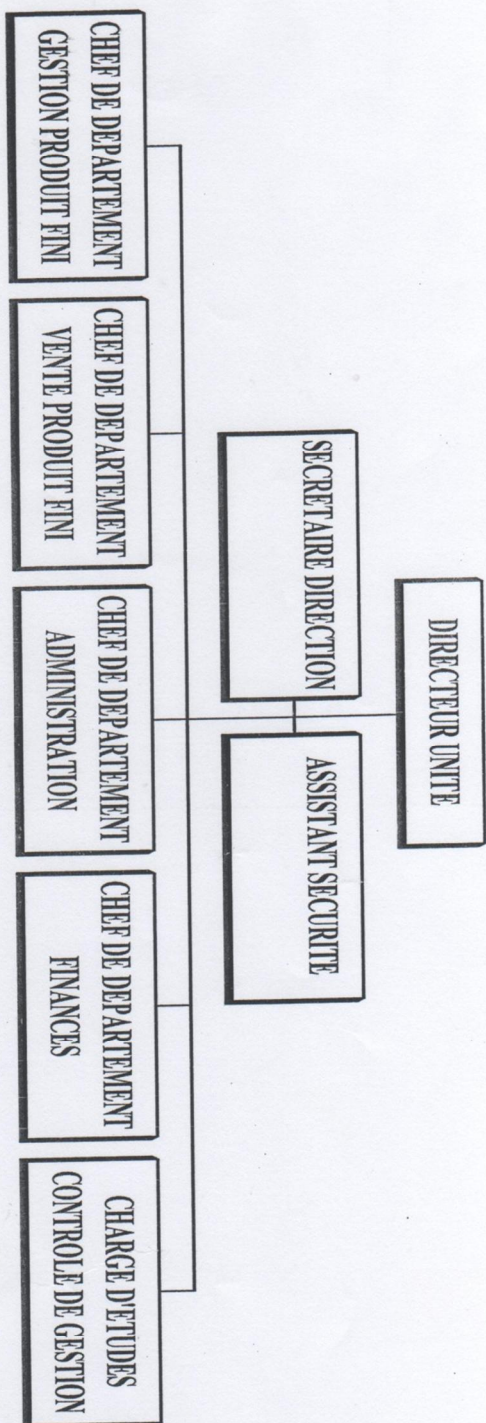 DIRECTEUR UNITE
SECRETAIRE DIRECTION
ASSISTANT SECURITE
CHEF DE DEPARTEMENT
GESTION PRODUIT FINI
CHEF DE DEPARTEMENT
VENTE PRODUIT FINI
CHEF DE DEPARTEMENT
ADMINISTRATION
CHEF DE DEPARTEMENT
FINANCES
CHARGE D'ETUDES
CONTROLE DE GESTION